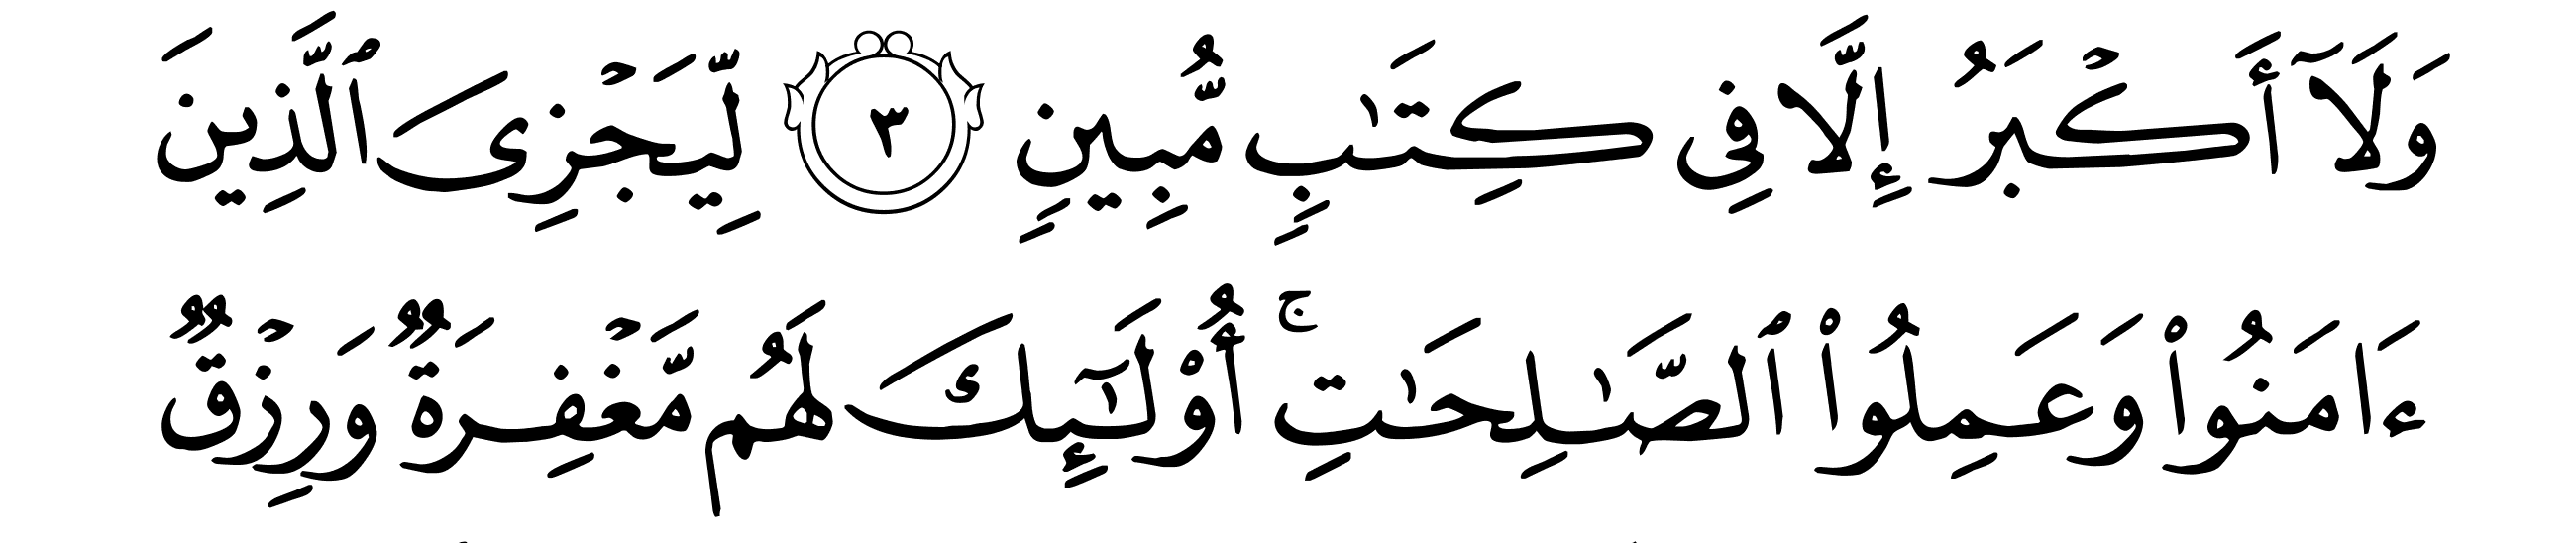 وَلَآ أَكۡبَرُ إِلَّا فِي كِتَٰبٖ مُّبِينٖ ٣ لِّيَجۡزِيَ ٱلَّذِينَ
ءَامَنُواْ وَعَمِلُواْ ٱلصَّٰلِحَٰتِۚ أُوْلَٰٓئِكَ لَهُم مَّغۡفِرَةٞ وَرِزۡقٞ